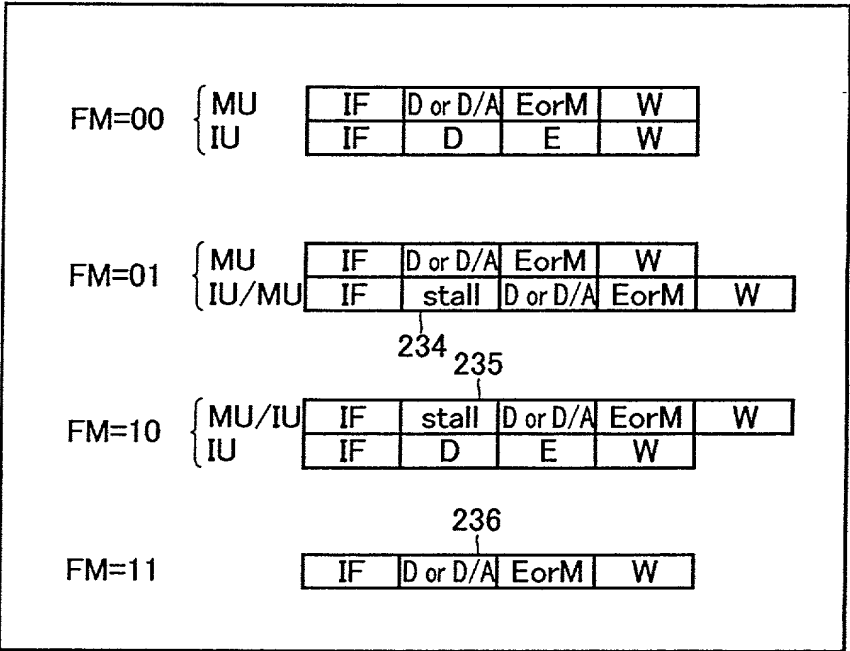 FM=00 MU IF D or D/A EorM W
IU IF D E W
FM=01 MU IF D or D/A EorM W
IU/MU IF stall D or D/A EorM W
234
235
FM=10 MU/IU IF stall D or D/A EorM W
IU IF D E W
236
FM=11 IF D or D/A EorM W